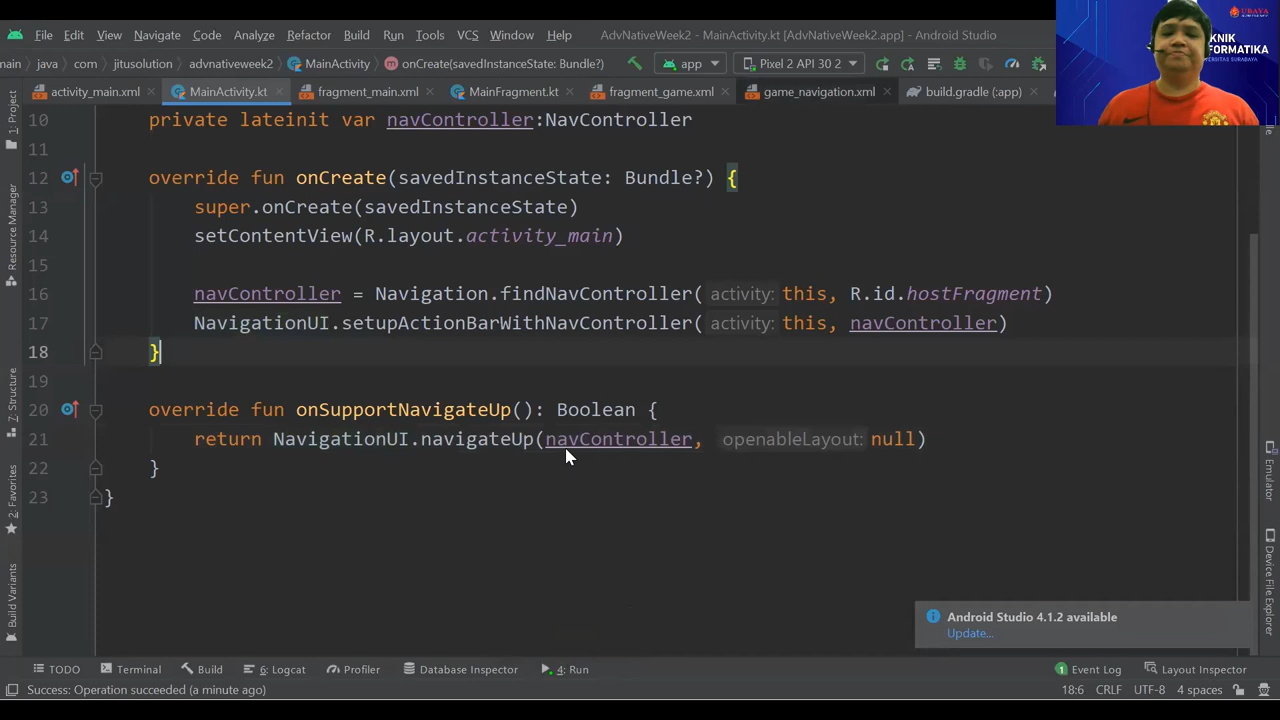 File Edit View Navigate Code Analyze Refactor Build Run Tools VCS Window Help AdvNativeWeek2 - MainActivity.kt [AdvNativeWeek2.app] - Android Studio
UBAYA
KNIK
FORMATIKA
main java com jitusolution advnativeweek2 MainActivity onCreate(savedInstanceState: Bundle?) app Pixel 2 API 30 2
activity_main.xml MainActivity.kt fragment_main.xml MainFragment.kt fragment_game.xml game_navigation.xml build.gradle (:app)
1: Project
Resource Manager
7: Structure
2: Favorites
Build Variants
10 private lateinit var navController:NavController
11
12 override fun onCreate(savedInstanceState: Bundle?) {
13 super.onCreate(savedInstanceState)
14 setContentView(R.layout.activity_main)
15
16 navController = Navigation.findNavController( activity: this, R.id.hostFragment)
17 NavigationUI.setupActionBarWithNavController( activity: this, navController)
18 }
19
20 override fun onSupportNavigateUp(): Boolean {
21 return NavigationUI.navigateUp(navController, openableLayout: null)
22 }
23 }
Emulator
Device File Explorer
Android Studio 4.1.2 available
Update...
TODO Terminal Build 6: Logcat Profiler Database Inspector 4: Run 1 Event Log Layout Inspector
Success: Operation succeeded (a minute ago) 18:6 CRLF UTF-8 4 spaces